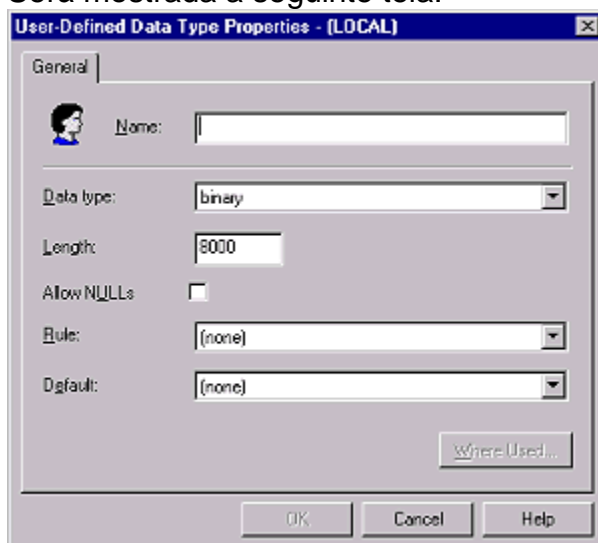 Será mostrada a seguinte tela:
User-Defined Data Type Properties - (LOCAL)
General
Name:
Data type: binary
Length: 8000
Allow NULLs
Rule: (none)
Default: (none)
Where Used...
OK Cancel Help